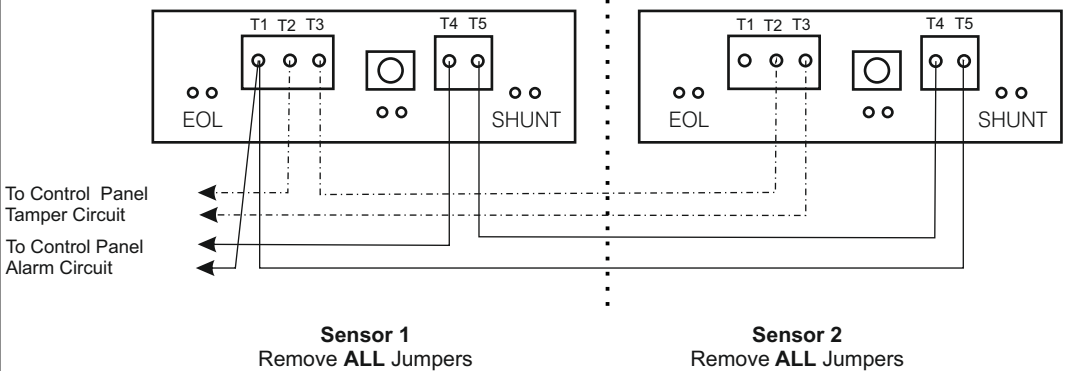 T1 T2 T3
T4 T5
EOL
SHUNT
T1 T2 T3
T4 T5
EOL
SHUNT
To Control Panel
Tamper Circuit
To Control Panel
Alarm Circuit
Sensor 1
Remove ALL Jumpers
Sensor 2
Remove ALL Jumpers